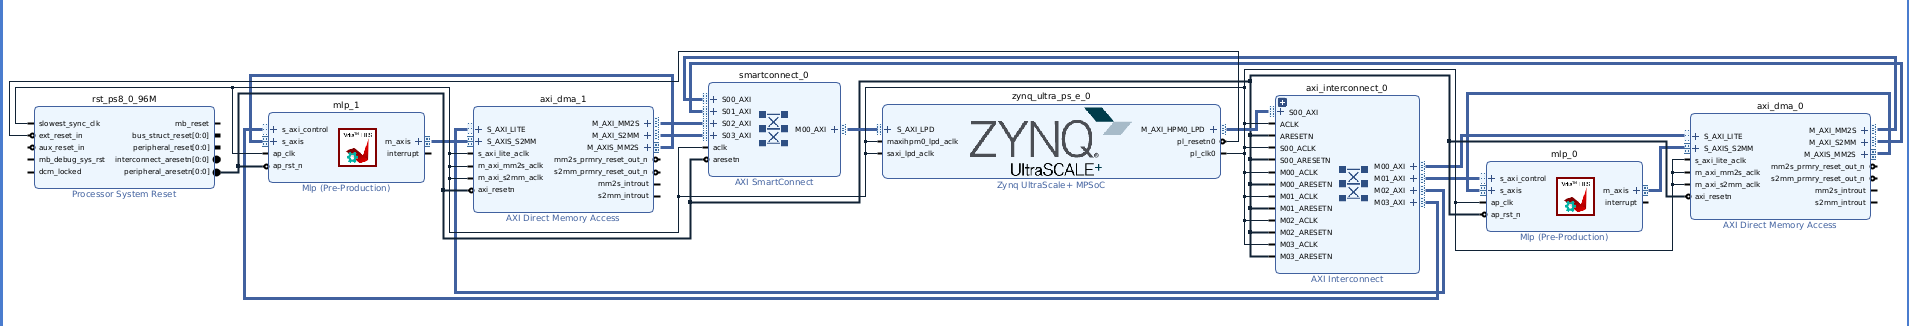 rst_ps8_0_96M
slowest_sync_clk
ext_reset_in
aux_reset_in
mb_debug_sys_rst
dcm_locked
mb_reset
bus_struct_reset[0:0]
peripheral_reset[0:0]
interconnect_aresetn[0:0]
peripheral_aresetn[0:0]
Processor System Reset
mlp_1
s_axi_control
s_axis
ap_clk
ap_rst_n
m_axis
interrupt
Mlp (Pre-Production)
axi_dma_1
S_AXI_LITE
S_AXIS_S2MM
s_axi_lite_aclk
m_axi_mm2s_aclk
m_axi_s2mm_aclk
axi_resetn
M_AXI_MM2S
M_AXI_S2MM
M_AXIS_MM2S
mm2s_prmry_reset_out_n
s2mm_prmry_reset_out_n
mm2s_introut
s2mm_introut
AXI Direct Memory Access
smartconnect_0
S00_AXI
S01_AXI
S02_AXI
S03_AXI
aclk
aresetn
M00_AXI
AXI SmartConnect
zynq_ultra_ps_e_0
S_AXI_LPD
maxihpm0_lpd_aclk
saxi_lpd_aclk
ZYNQ
UltraSCALE+
M_AXI_HPM0_LPD
pl_resetn0
pl_clk0
Zynq UltraScale+ MPSoC
axi_interconnect_0
S00_AXI
ACLK
ARESETN
S00_ACLK
S00_ARESETN
M00_ACLK
M00_ARESETN
M01_ACLK
M01_ARESETN
M02_ACLK
M02_ARESETN
M03_ACLK
M03_ARESETN
M00_AXI
M01_AXI
M02_AXI
M03_AXI
AXI Interconnect
mlp_0
s_axi_control
s_axis
ap_clk
ap_rst_n
m_axis
interrupt
Mlp (Pre-Production)
axi_dma_0
S_AXI_LITE
S_AXIS_S2MM
s_axi_lite_aclk
m_axi_mm2s_aclk
m_axi_s2mm_aclk
axi_resetn
M_AXI_MM2S
M_AXI_S2MM
M_AXIS_MM2S
mm2s_prmry_reset_out_n
s2mm_prmry_reset_out_n
mm2s_introut
s2mm_introut
AXI Direct Memory Access